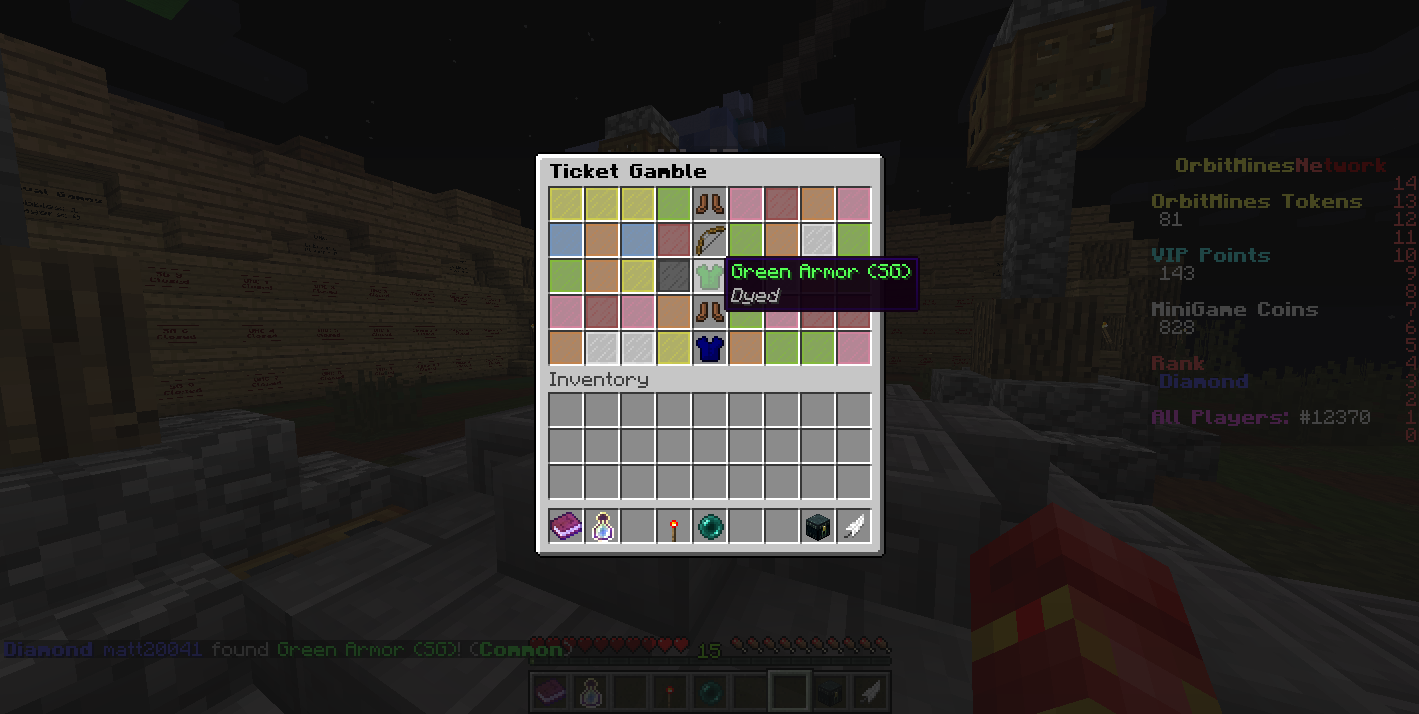 Ticket Gamble
Green Armor (SG)
Dyed
Inventory
OrbitMinesNetwork
14
OrbitMines Tokens
13
81
12
11
VIP Points
10
143
9
8
MiniGame Coins
7
828
6
5
Rank
4
Diamond
3
2
All Players: #12370
1
0
Diamond matt20041 found Green Armor (SG)! (Common)
15